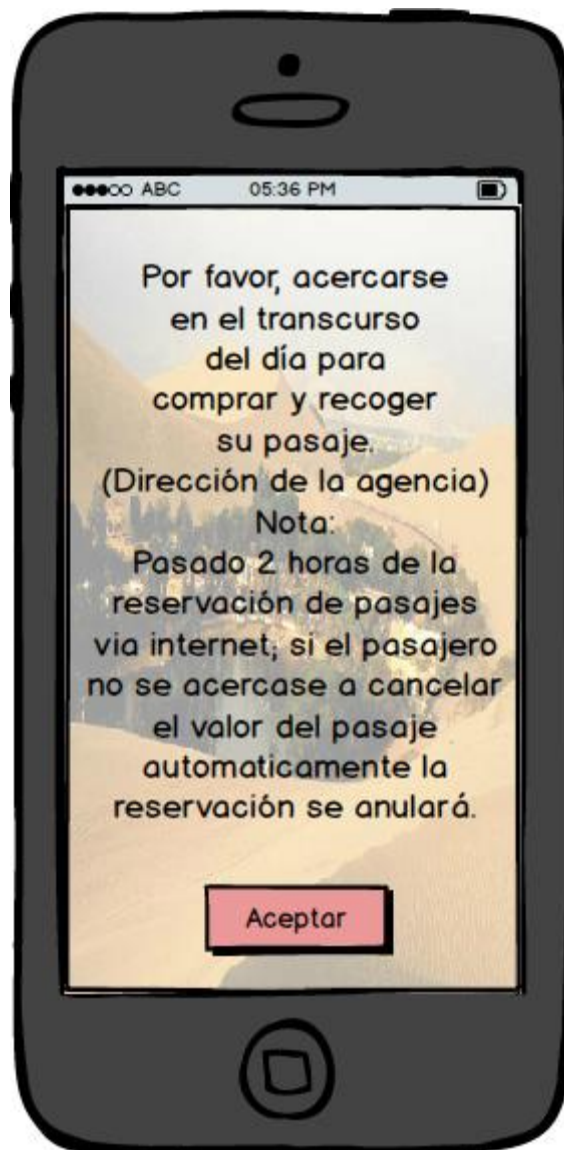 ABC 05:36 PM
Por favor, acercarse
en el transcurso
del día para
comprar y recoger
su pasaje.
(Dirección de la agencia)
Nota:
Pasado 2 horas de la
reservación de pasajes
via internet; si el pasajero
no se acercase a cancelar
el valor del pasaje
automaticamente la
reservación se anulará.
Aceptar